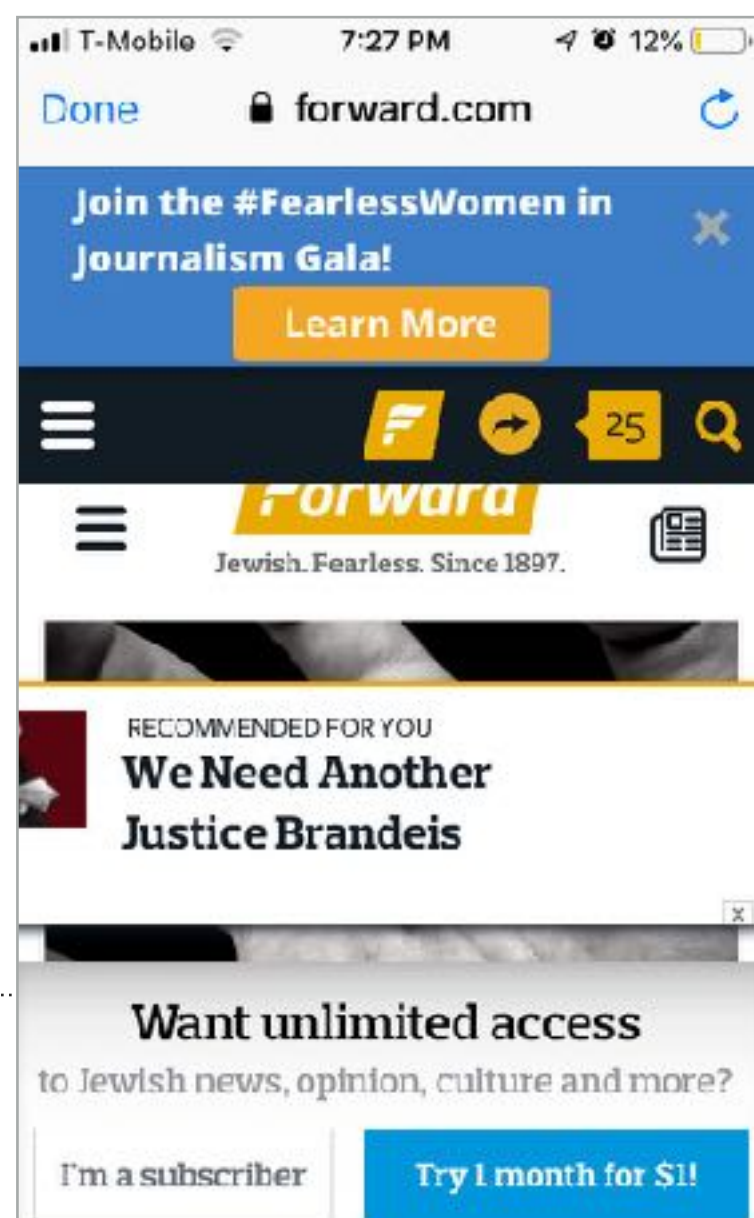 T-Mobile 7:27 PM 12%
Done forward.com
Join the #FearlessWomen in
Journalism Gala!
Learn More
25
Forward
Jewish. Fearless. Since 1897.
RECOMMENDED FOR YOU
We Need Another
Justice Brandeis
x
Want unlimited access
to Jewish news, opinion, culture and more?
I'm a subscriber Try 1 month for $1!